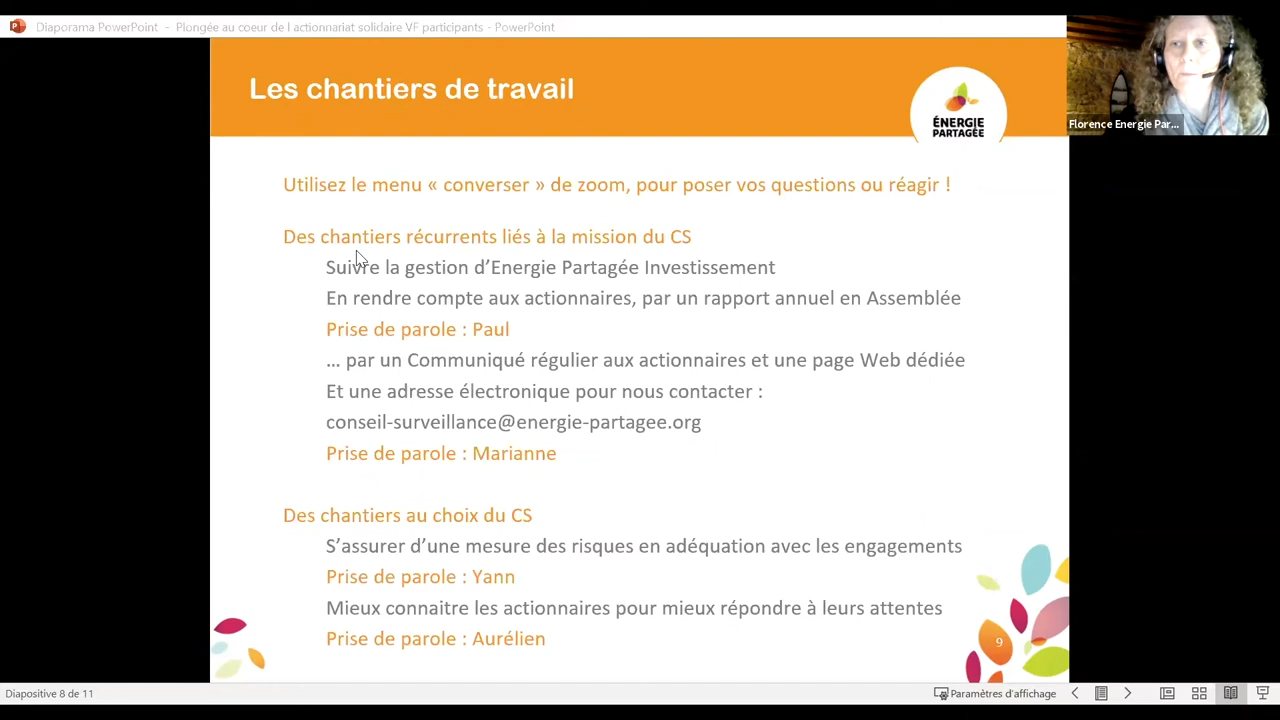 Diaporama PowerPoint - Plongée au coeur de l actionnariat solidaire VF participants - PowerPoint
Les chantiers de travail
ÉNERGIE
PARTAGÉE
Florence Energie Par...
Utilisez le menu « converser » de zoom, pour poser vos questions ou réagir !
Des chantiers récurrents liés à la mission du CS
Suivre la gestion d’Energie Partagée Investissement
En rendre compte aux actionnaires, par un rapport annuel en Assemblée
Prise de parole : Paul
... par un Communiqué régulier aux actionnaires et une page Web dédiée
Et une adresse électronique pour nous contacter :
conseil-surveillance@energie-partagee.org
Prise de parole : Marianne
Des chantiers au choix du CS
S’assurer d’une mesure des risques en adéquation avec les engagements
Prise de parole : Yann
Mieux connaitre les actionnaires pour mieux répondre à leurs attentes
Prise de parole : Aurélien
9
Diapositive 8 de 11
Paramètres d'affichage